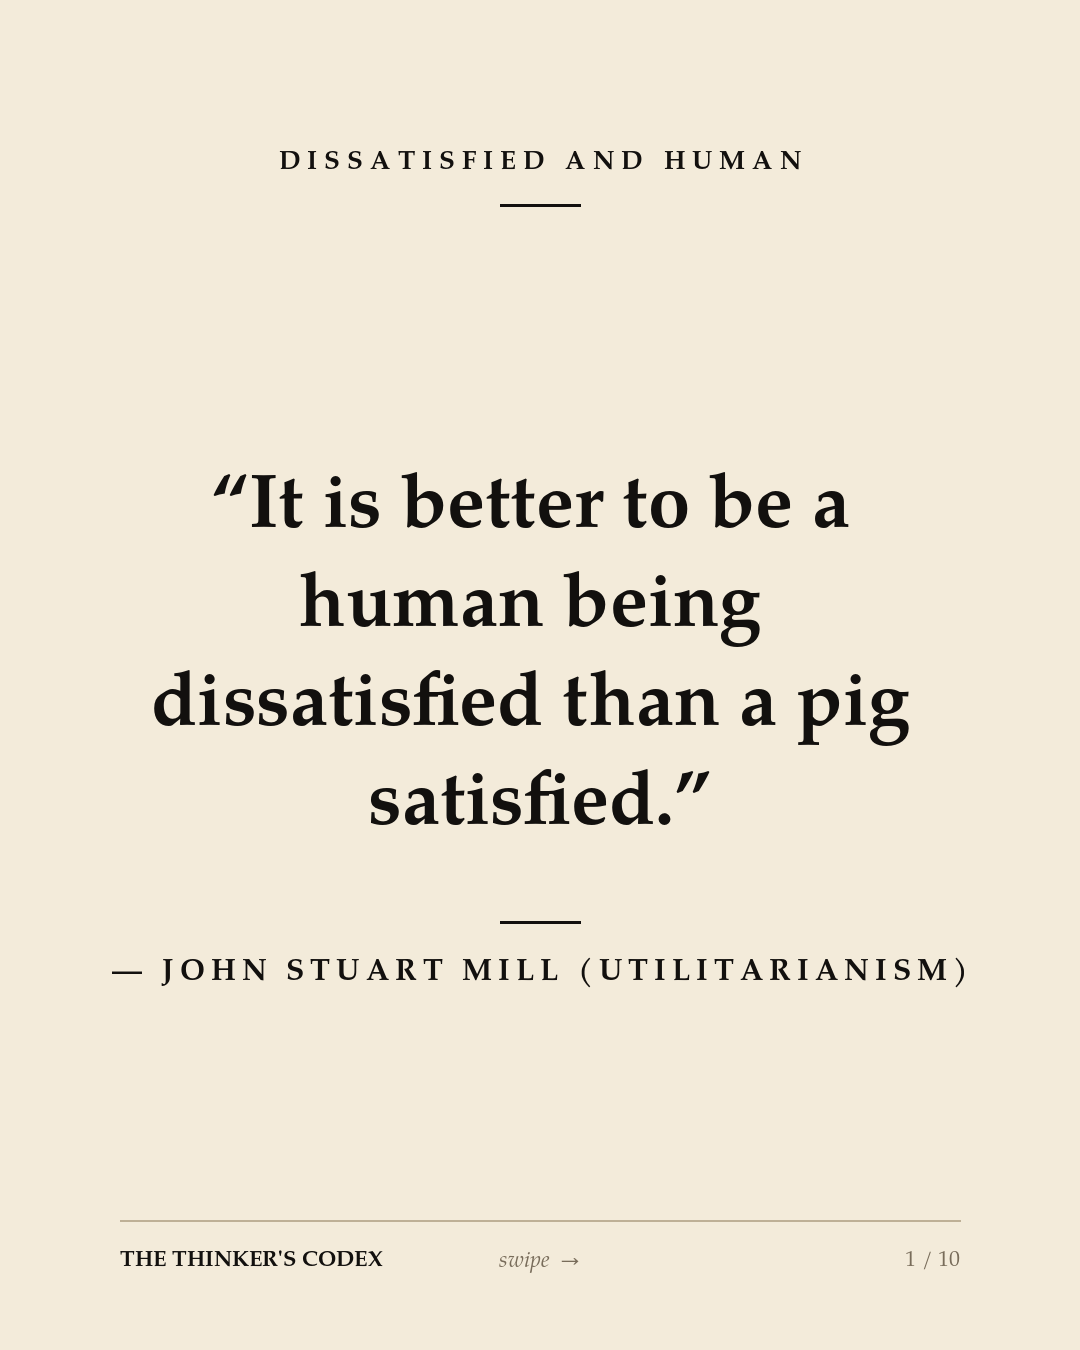 DISSATISFIED AND HUMAN
“It is better to be a
human being
dissatisfied than a pig
satisfied.”
— JOHN STUART MILL (UTILITARIANISM)
THE THINKER'S CODEX
swipe →
1 / 10